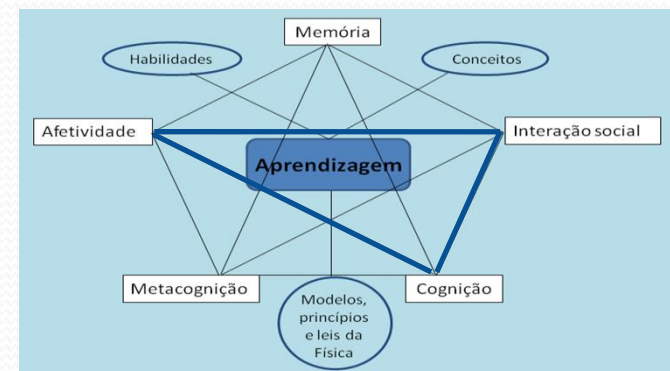 Memória
Habilidades
Conceitos
Afetividade
Interação social
Aprendizagem
Metacognição
Cognição
Modelos,
princípios
e leis da
Física